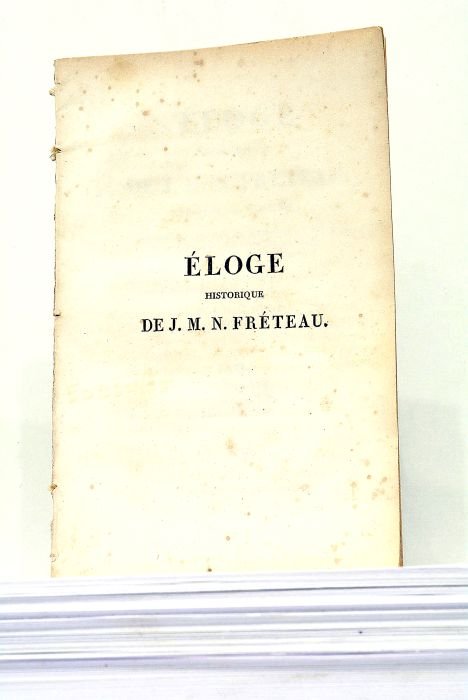 ÉLOGE
HISTORIQUE
DE J. M. N. FRÉTEAU.